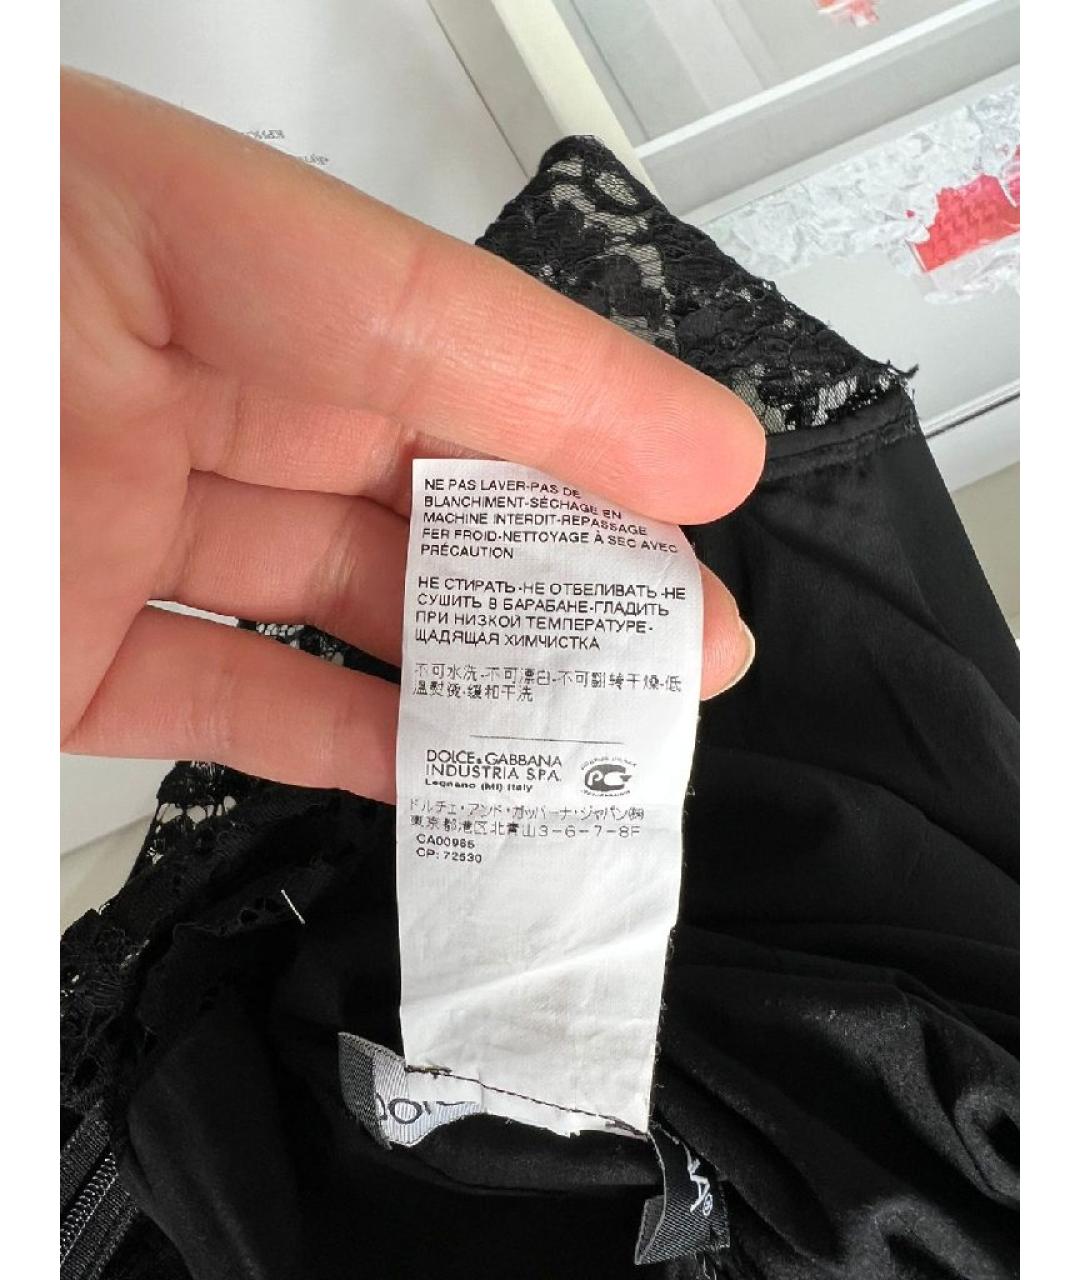 NE PAS LAVER-PAS DE
BLANCHIMENT-SÉCHAGE EN
MACHINE INTERDIT-REPASSAGE
FER FROID-NETTOYAGE À SEC AVEC
PRÉCAUTION
НЕ СТИРАТЬ-НЕ ОТБЕЛИВАТЬ-НЕ
СУШИТЬ В БАРАБАНЕ-ГЛАДИТЬ
ПРИ НИЗКОЙ ТЕМПЕРАТУРЕ-
ЩАДЯЩАЯ ХИМЧИСТКА
不可水洗-不可漂白-不可翻转干燥-低
温熨烫-缓和干洗
DOLCE&GABBANA
INDUSTRIA S.P.A.
Legnano (MI) Italy
ドルチェ・アンド・ガッバーナ・ジャパン㈱
東京都港区北青山3-6-7-8F
CA00985
CP: 72530